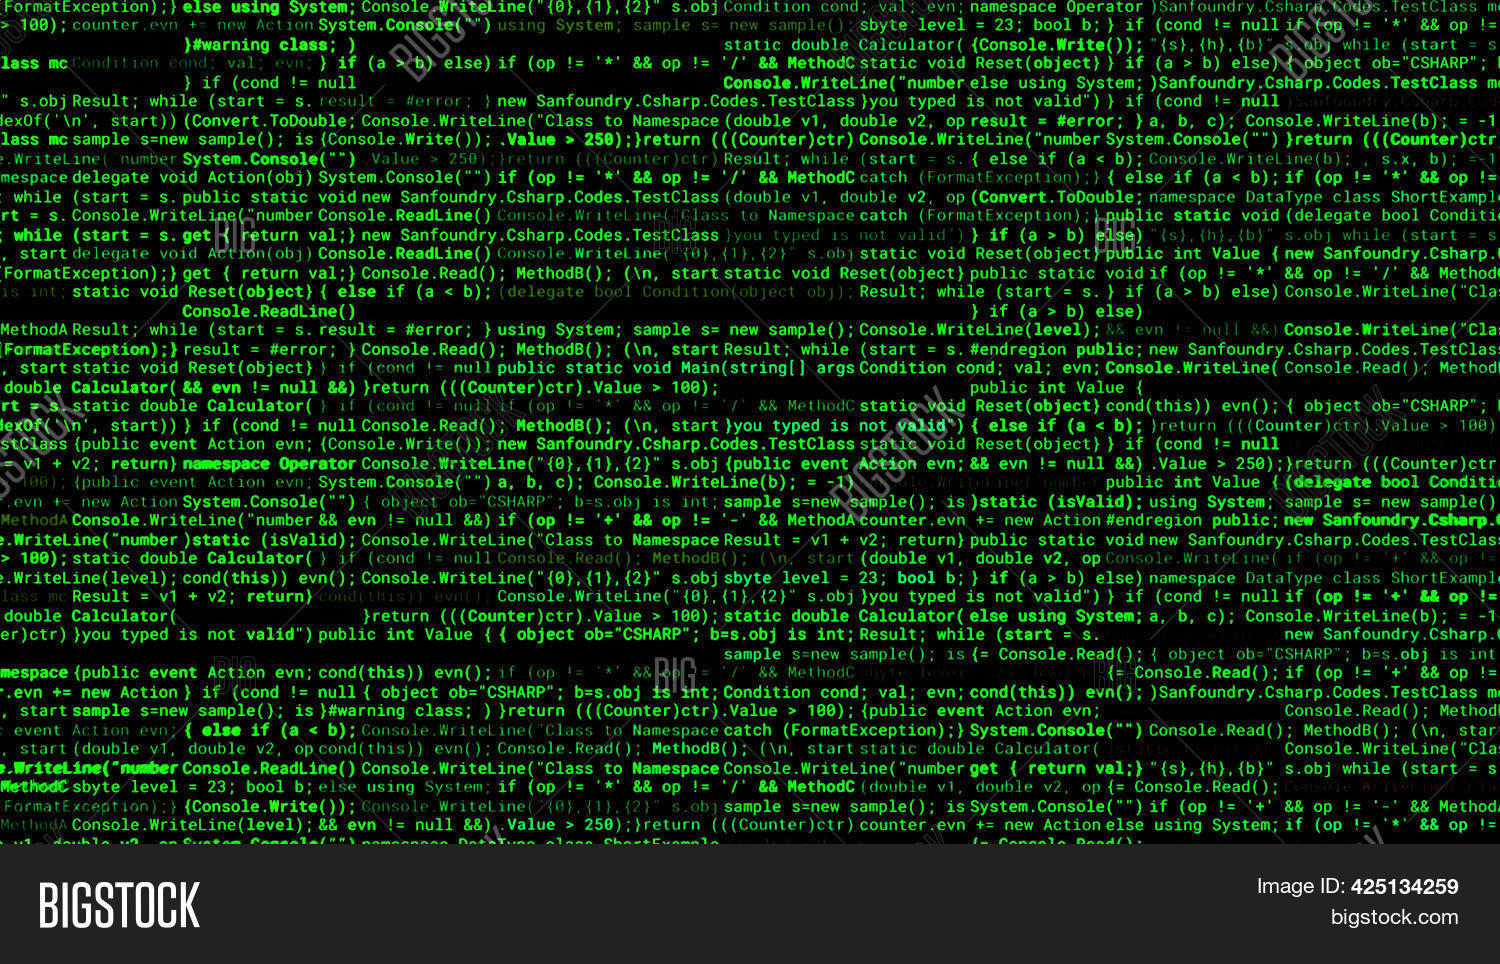 FormatException);} else using System; Console.WriteLine("{0},{1},{2}" s.obj Condition cond; val; evn; namespace Operator )Sanfoundry.Csharp.Codes.TestClass
> 100); counter.evn += new Action System.Console("") using System; sample s= new sample(); sbyte level = 23; bool b; } if (cond != null if (op != '*' && op !=
}#warning class; ) static double Calculator( {Console.Write()); "{s},{h},{b}" s.obj while (start = s
lass mc Condition cond; val; evn; } if (a > b) else) if (op != '*' && op != '/' && MethodC static void Reset(object} } if (a > b) else) { object ob="CSHARP";
} if (cond != null Console.WriteLine("number else using System; )Sanfoundry.Csharp.Codes.TestClass
" s.obj Result; while (start = s. result = #error; } new Sanfoundry.Csharp.Codes.TestClass }you typed is not valid") } if (cond != null
dexOf('\n', start)) (Convert.ToDouble; Console.WriteLine("Class to Namespace (double v1, double v2, op result = #error; } a, b, c); Console.WriteLine(b); = -1
lass mc sample s=new sample(); is {Console.Write()); .Value > 250);}return (((Counter)ctr) Console.WriteLine("number System.Console("") }return (((Counter)ctr
e.WriteLine( number System.Console("") .Value > 250);}return (((Counter)ctr) Result; while (start = s. { else if (a < b); Console.WriteLine(b); , s.x, b); =-1
mespace delegate void Action(obj) System.Console("") if (op != '*' && op != '/' && MethodC catch (FormatException);} { else if (a < b); if (op != '*' && op !=
while (start = s. public static void new Sanfoundry.Csharp.Codes.TestClass (double v1, double v2, op (Convert.ToDouble; namespace DataType class ShortExample
rt = s. Console.WriteLine("number Console.ReadLine() Console.WriteLine("Class to Namespace catch (FormatException);} public static void (delegate bool Conditio
; while (start = s. get { return val;} new Sanfoundry.Csharp.Codes.TestClass }you typed is not valid") } if (a > b) else) "{s},{h},{b}" s.obj while (start = s
, start delegate void Action(obj) Console.ReadLine() Console.WriteLine("{0},{1},{2}" s.obj static void Reset(object} public int Value { new Sanfoundry.Csharp.
(FormatException);} get { return val;} Console.Read(); MethodB(); (\n, start static void Reset(object} public static void if (op != '*' && op != '/' && Method
is int; static void Reset(object} { else if (a < b); (delegate bool Condition(object obj); Result; while (start = s. } if (a > b) else) Console.WriteLine("Cla
Console.ReadLine() } if (a > b) else)
MethodA Result; while (start = s. result = #error; } using System; sample s= new sample(); Console.WriteLine(level); && evn != null &&) Console.WriteLine("Clas
(FormatException);} result = #error; } Console.Read(); MethodB(); (\n, start Result; while (start = s. #endregion public; new Sanfoundry.Csharp.Codes.TestClass
, start static void Reset(object} } if (cond != null public static void Main(string[] args Condition cond; val; evn; Console.WriteLine( Console.Read(); Method
double Calculator( && evn != null &&) }return (((Counter)ctr).Value > 100); public int Value {
rt = s. static double Calculator( } if (cond != null if (op != '*' && op != '/' && MethodC static void Reset(object} cond(this)) evn(); { object ob="CSHARP";
dexOf('\n', start)) } if (cond != null Console.Read(); MethodB(); (\n, start }you typed is not valid") { else if (a < b); }return (((Counter)ctr).Value > 100)
stClass {public event Action evn; {Console.Write()); new Sanfoundry.Csharp.Codes.TestClass static void Reset(object} } if (cond != null
= v1 + v2; return} namespace Operator Console.WriteLine("{0},{1},{2}" s.obj {public event Action evn; && evn != null &&) .Value > 250);}return (((Counter)ctr
100); {public event Action evn; System.Console("") a, b, c); Console.WriteLine(b); = -1) public int Value { (delegate bool Conditio
.evn += new Action System.Console("") { object ob="CSHARP"; b=s.obj is int; sample s=new sample(); is )static (isValid); using System; sample s= new sample()
MethodA Console.WriteLine("number && evn != null &&) if (op != '+' && op != '-' && MethodA counter.evn += new Action #endregion public; new Sanfoundry.Csharp.
e.WriteLine("number )static (isValid); Console.WriteLine("Class to Namespace Result = v1 + v2; return} public static void new Sanfoundry.Csharp.Codes.TestClass
> 100); static double Calculator( } if (cond != null Console.Read(); MethodB(); (\n, start (double v1, double v2, op Console.WriteLine( if (op != '+' && op !=
e.WriteLine(level); cond(this)) evn(); Console.WriteLine("{0},{1},{2}" s.obj sbyte level = 23; bool b; } if (a > b) else) namespace DataType class ShortExample
lass mc Result = v1 + v2; return} cond(this)) evn(); Console.WriteLine("{0},{1},{2}" s.obj }you typed is not valid") } if (cond != null if (op != '+' && op !=
double Calculator( }return (((Counter)ctr).Value > 100); static double Calculator( else using System; a, b, c); Console.WriteLine(b); = -1
er)ctr) }you typed is not valid") public int Value { { object ob="CSHARP"; b=s.obj is int; Result; while (start = s. new Sanfoundry.Csharp.
sample s=new sample(); is {= Console.Read(); { object ob="CSHARP"; b=s.obj is int
mespace {public event Action evn; cond(this)) evn(); if (op != '*' && op != '/' && MethodC sbyte level {= Console.Read(); if (op != '+' && op !=
r.evn += new Action } if (cond != null { object ob="CSHARP"; b=s.obj is int; Condition cond; val; evn; cond(this)) evn(); )Sanfoundry.Csharp.Codes.TestClass
, start sample s=new sample(); is }#warning class; ) }return (((Counter)ctr).Value > 100); {public event Action evn; Console.Read(); Method
c event Action evn; { else if (a < b); Console.WriteLine("Class to Namespace catch (FormatException);} System.Console("") Console.Read(); MethodB(); (\n, start
, start (double v1, double v2, op cond(this)) evn(); Console.Read(); MethodB(); (\n, start static double Calculator( Console.WriteLine("Clas
e.WriteLine("number Console.ReadLine() Console.WriteLine("Class to Namespace Console.WriteLine("number get { return val;} "{s},{h},{b}" s.obj while (start = s
MethodC sbyte level = 23; bool b; else using System; if (op != '*' && op != '/' && MethodC (double v1, double v2, op {= Console.Read();
FormatException);} {Console.Write()); Console.WriteLine("{0},{1},{2}" s.obj sample s=new sample(); is System.Console("") if (op != '+' && op != '-' && Method
MethodA Console.WriteLine(level); && evn != null &&) .Value > 250);}return (((Counter)ctr) counter.evn += new Action else using System; if (op != '*' && op !=
BIGSTOCK
Image ID: 425134259
bigstock.com